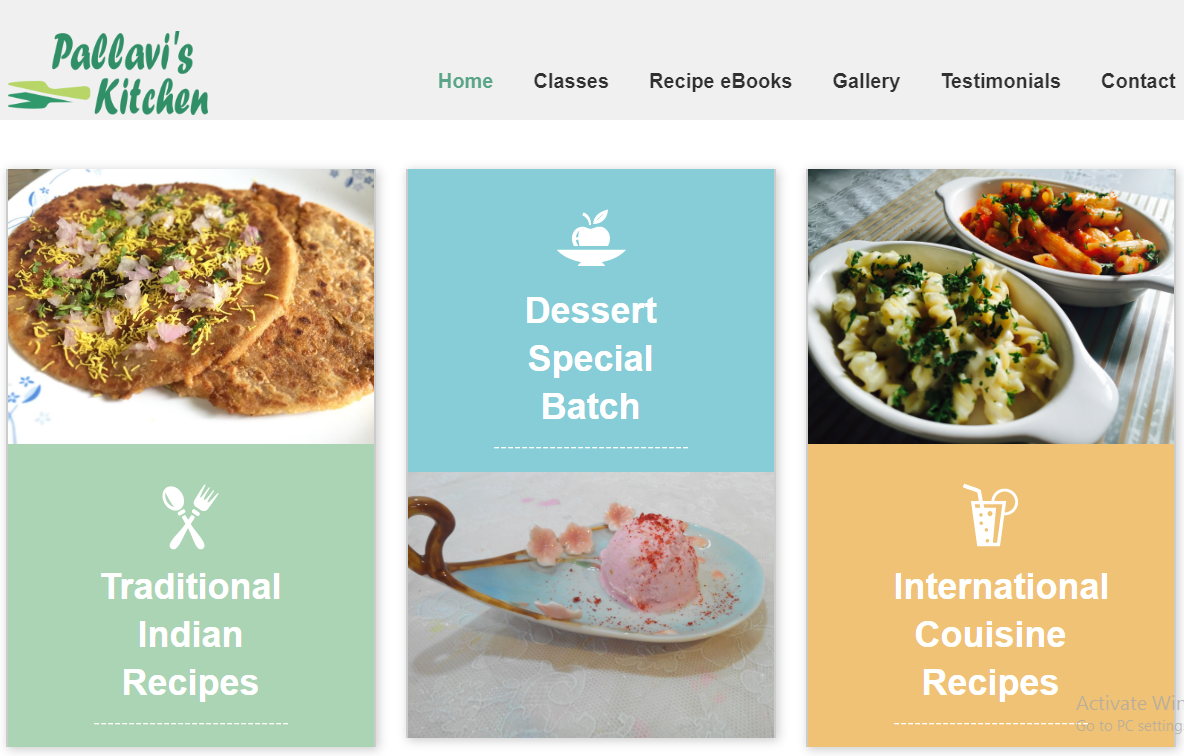 Pallavi's
Kitchen
Home Classes Recipe eBooks Gallery Testimonials Contact
Dessert
Special
Batch
Traditional
Indian
Recipes
International
Couisine
Recipes
Activate Win
Go to PC settings